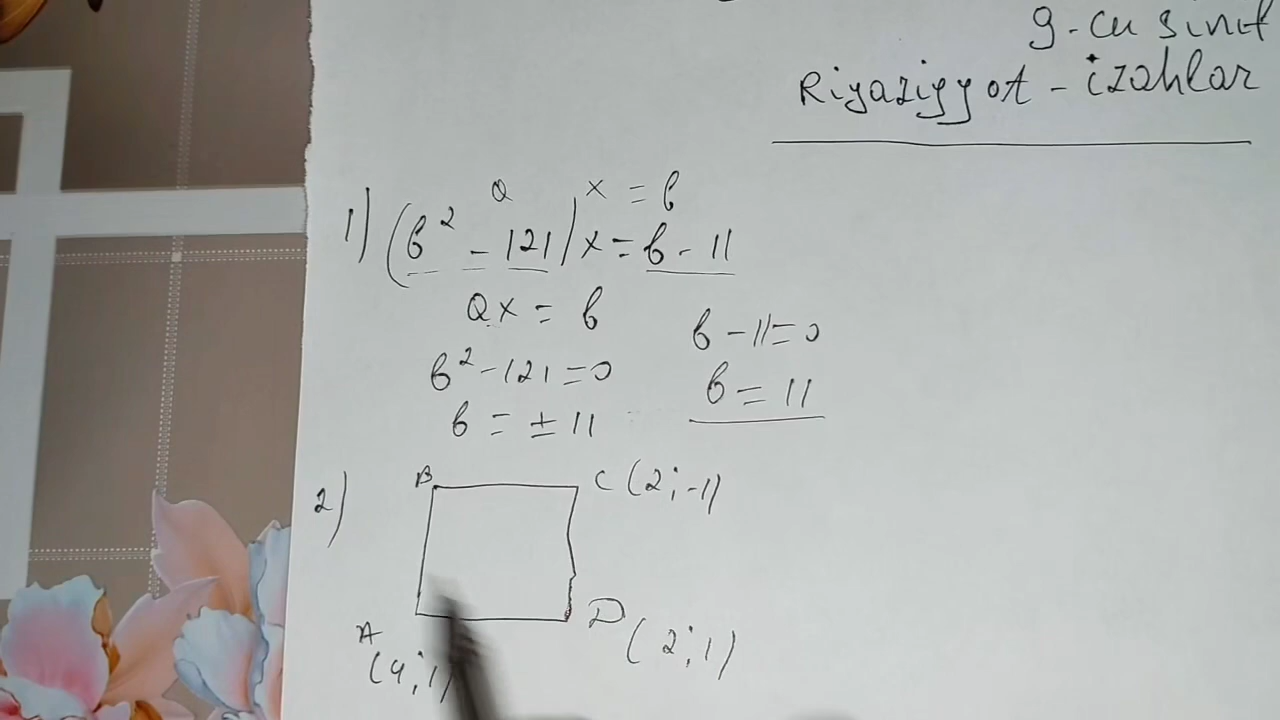 9-cu sinif
Riyaziyyat - izahlar
a x = b
1) (b² - 121) x = b - 11
ax = b
b - 11 = 0
b² - 121 = 0
b = 11
b = ± 11
2) B C (2; -1)
A D (2; 1)
(4; 1)